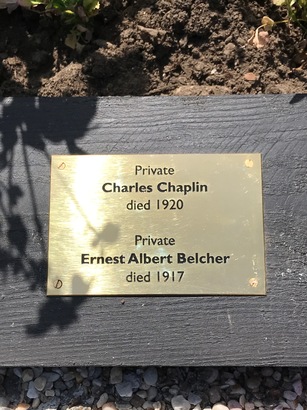 Private
Charles Chaplin
died 1920
Private
Ernest Albert Belcher
died 1917